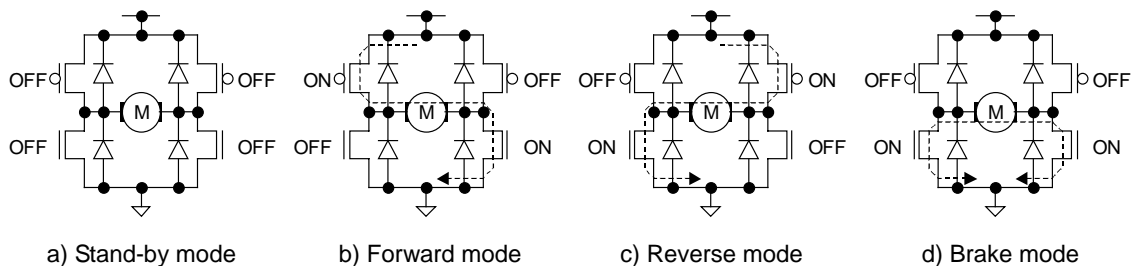 OFF OFF ON OFF OFF ON OFF OFF
M M M M
OFF OFF OFF ON ON OFF ON ON
a) Stand-by mode b) Forward mode c) Reverse mode d) Brake mode